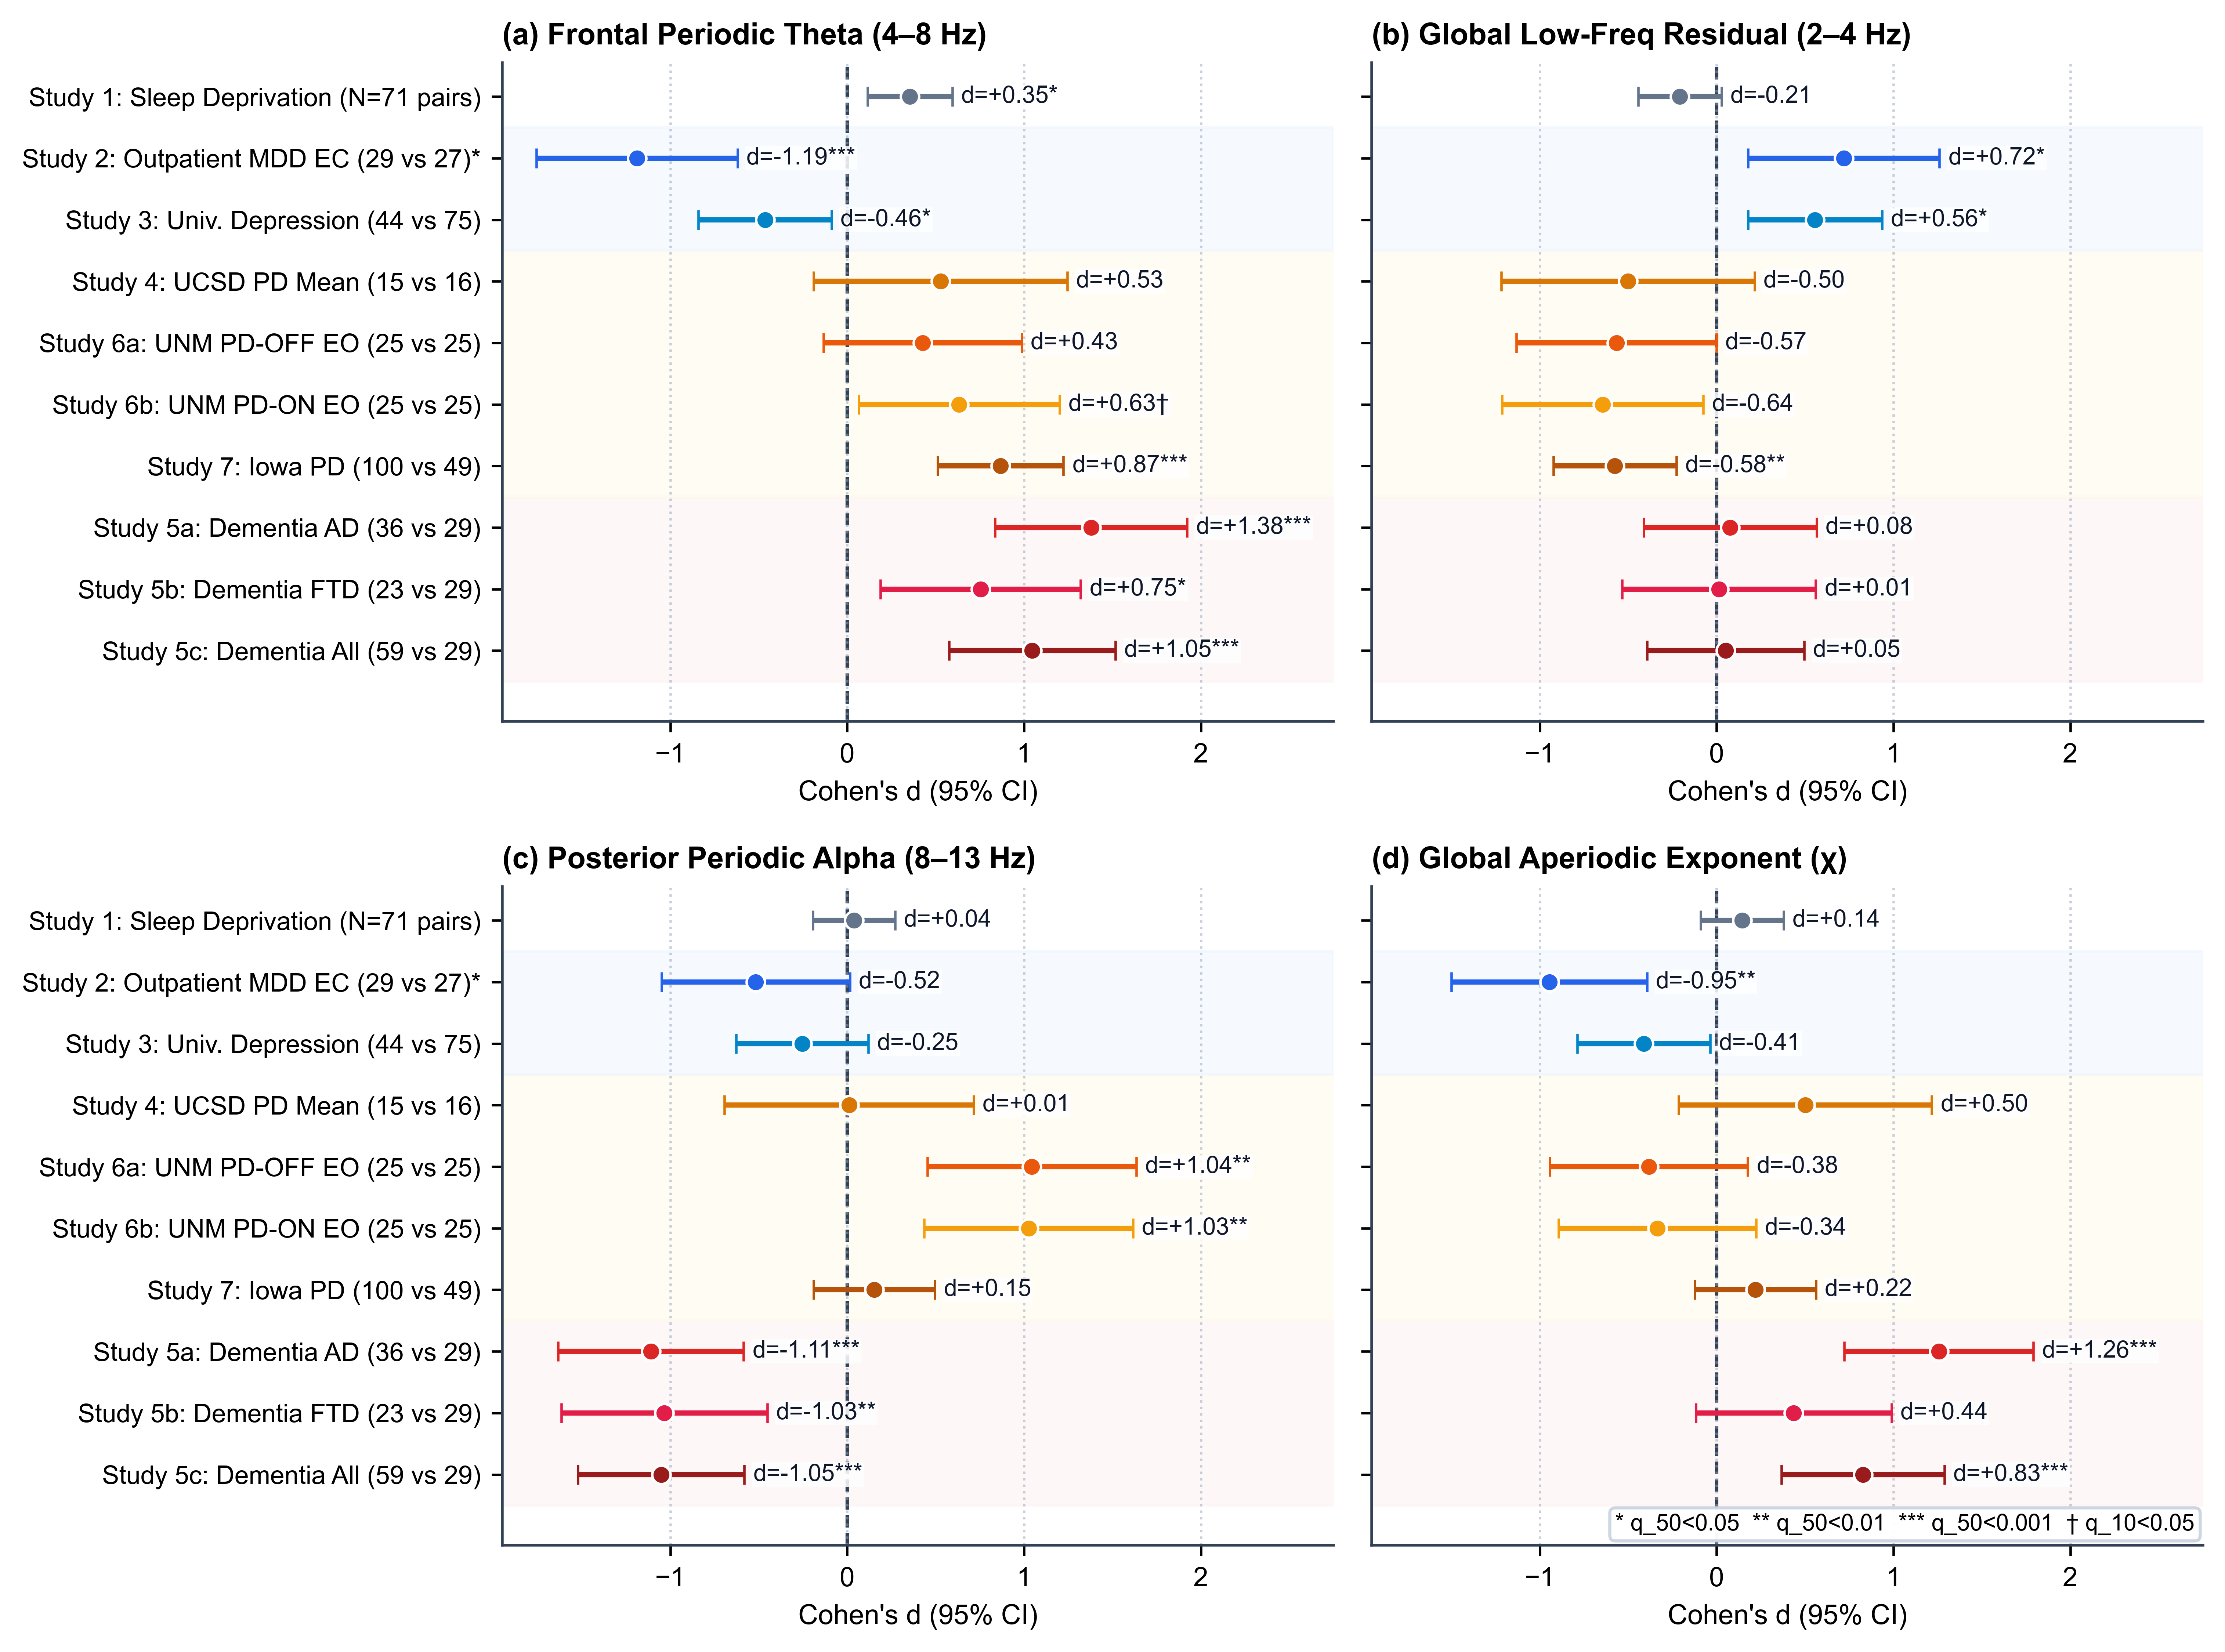 (a) Frontal Periodic Theta (4–8 Hz)
Study 1: Sleep Deprivation (N=71 pairs)
d=+0.35*
Study 2: Outpatient MDD EC (29 vs 27)*
d=-1.19***
Study 3: Univ. Depression (44 vs 75)
d=-0.46*
Study 4: UCSD PD Mean (15 vs 16)
d=+0.53
Study 6a: UNM PD-OFF EO (25 vs 25)
d=+0.43
Study 6b: UNM PD-ON EO (25 vs 25)
d=+0.63†
Study 7: Iowa PD (100 vs 49)
d=+0.87***
Study 5a: Dementia AD (36 vs 29)
d=+1.38***
Study 5b: Dementia FTD (23 vs 29)
d=+0.75*
Study 5c: Dementia All (59 vs 29)
d=+1.05***
−1 0 1 2
Cohen's d (95% CI)
(b) Global Low-Freq Residual (2–4 Hz)
d=-0.21
d=+0.72*
d=+0.56*
d=-0.50
d=-0.57
d=-0.64
d=-0.58**
d=+0.08
d=+0.01
d=+0.05
−1 0 1 2
Cohen's d (95% CI)
(c) Posterior Periodic Alpha (8–13 Hz)
Study 1: Sleep Deprivation (N=71 pairs)
d=+0.04
Study 2: Outpatient MDD EC (29 vs 27)*
d=-0.52
Study 3: Univ. Depression (44 vs 75)
d=-0.25
Study 4: UCSD PD Mean (15 vs 16)
d=+0.01
Study 6a: UNM PD-OFF EO (25 vs 25)
d=+1.04**
Study 6b: UNM PD-ON EO (25 vs 25)
d=+1.03**
Study 7: Iowa PD (100 vs 49)
d=+0.15
Study 5a: Dementia AD (36 vs 29)
d=-1.11***
Study 5b: Dementia FTD (23 vs 29)
d=-1.03**
Study 5c: Dementia All (59 vs 29)
d=-1.05***
−1 0 1 2
Cohen's d (95% CI)
(d) Global Aperiodic Exponent (χ)
d=+0.14
d=-0.95**
d=-0.41
d=+0.50
d=-0.38
d=-0.34
d=+0.22
d=+1.26***
d=+0.44
d=+0.83***
* q_50<0.05 ** q_50<0.01 *** q_50<0.001 † q_10<0.05
−1 0 1 2
Cohen's d (95% CI)